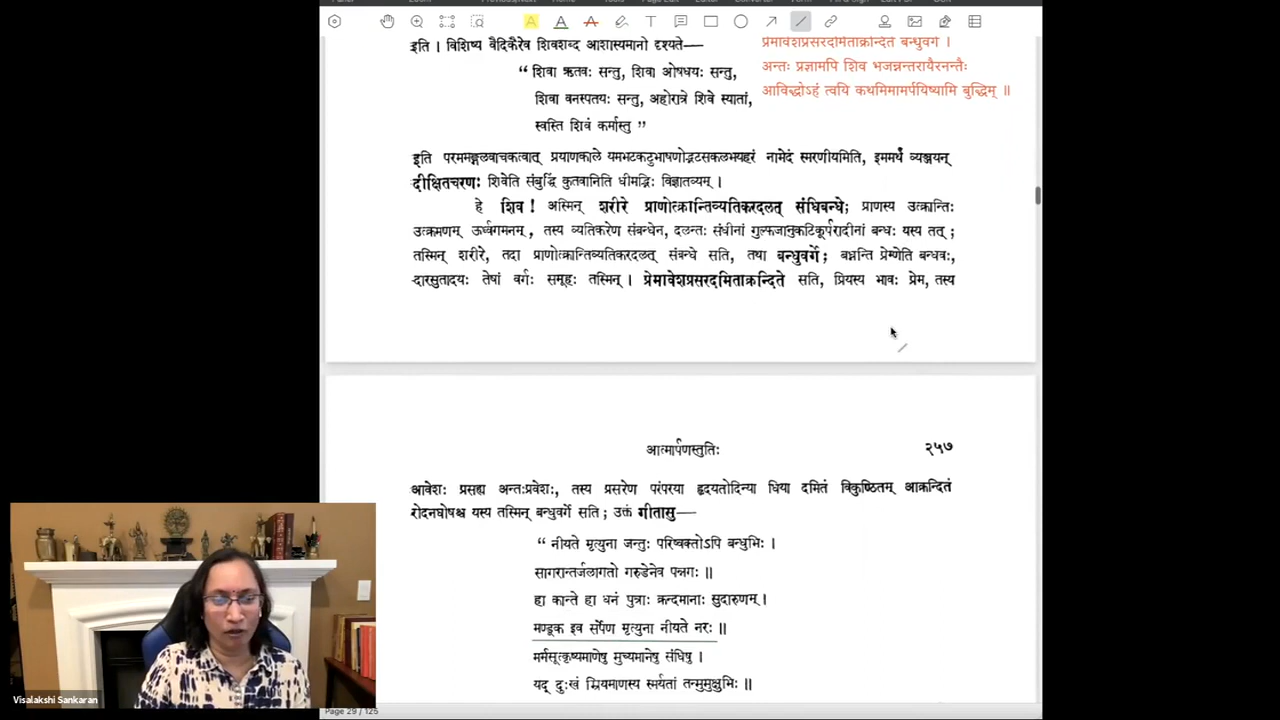 प्रेमावेशप्रसरदमिताक्रन्दिते बन्धुवर्गे ।
अन्तः प्रज्ञामपि शिव भजन्नन्तरायैरनन्तैः
आविद्धोऽहं त्वयि कथमिमामर्पयिष्यामि बुद्धिम् ॥
इति । विशिष्य वैदिकैरेव शिवशब्द आशास्यमानो दृश्यते—
“ शिवा ऋतवः सन्तु, शिवा ओषधयः सन्तु,
शिवा वनस्पतयः सन्तु, अहोरात्रे शिवे स्यातां,
स्वस्ति शिवं कर्मास्तु ”
इति परममङ्गलवाचकत्वात् प्रयाणकाले यमभटकटुभाषणोद्भटसकलभयहरं नामेदं स्मरणीयमिति, इममर्थं व्यञ्जयन्
दीक्षितचरणः शिवेति संबुद्धिं कृतवानिति धीमद्भिः विज्ञातव्यम् ।
हे शिव ! अस्मिन् शरीरे प्राणोत्क्रान्तिव्यतिकरदलत् संधिबन्धे; प्राणस्य उत्क्रान्तिः
उत्क्रमणम् ऊर्ध्वगमनम्, तस्य व्यतिकरेण संबन्धेन, दलन्तः संधीनां गुल्फजानुकटिकूर्परादीनां बन्धः यस्य तत् ;
तस्मिन् शरीरे, तदा प्राणोत्क्रान्तिव्यतिकरदलत् संबन्धे सति, तथा बन्धुवर्गे; बध्नन्ति प्रेम्णेति बन्धवः,
दारसुतादयः तेषां वर्गः समूहः तस्मिन् । प्रेमावेशप्रसरदमिताक्रन्दिते सति, प्रियस्य भावः प्रेम, तस्य
आत्मार्पणस्तुतिः २५७
आवेशः प्रसह्य अन्तःप्रवेशः, तस्य प्रसरेण परंपरया हृदयतोदिन्या धिया दमितं विकुण्ठितम् आक्रन्दितं
रोदनघोषश्च यस्य तस्मिन् बन्धुवर्गे सति ; उक्तं गीतासु—
“ नीयते मृत्युना जन्तुः परिष्वक्तोऽपि बन्धुभिः ।
सागरान्तर्जलागतो गरुडेनेव पन्नगः ॥
हा कान्ते हा धनं पुत्राः क्रन्दमानाः सुदारुणम् ।
मण्डूक इव सर्पेण मृत्युना नीयते नरः ॥
मर्मसूत्कृष्यमाणेषु मुच्यमानेषु संधिषु ।
यद् दुःखं म्रियमाणस्य स्मर्यतां तन्मुमुक्षुभिः ॥
Page 29 / 125
Visalakshi Sankaran